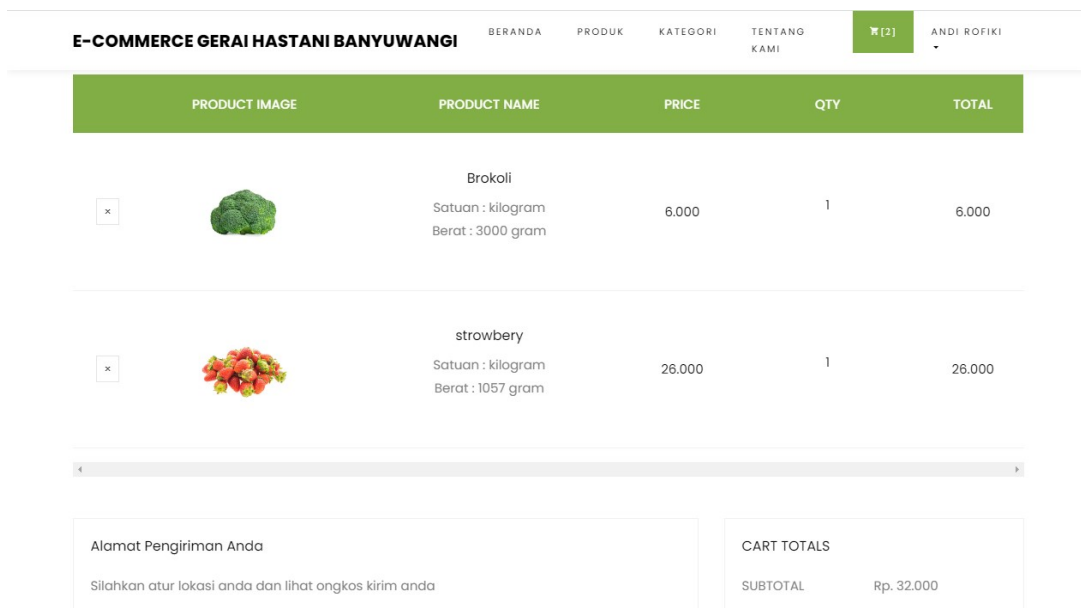 E-COMMERCE GERAI HASTANI BANYUWANGI
BERANDA PRODUK KATEGORI TENTANG KAMI [2] ANDI ROFIKI
PRODUCT IMAGE PRODUCT NAME PRICE QTY TOTAL
Brokoli
Satuan : kilogram
Berat : 3000 gram
× 6.000 1 6.000
strowbery
Satuan : kilogram
Berat : 1057 gram
× 26.000 1 26.000
Alamat Pengiriman Anda
Silahkan atur lokasi anda dan lihat ongkos kirim anda
CART TOTALS
SUBTOTAL Rp. 32.000